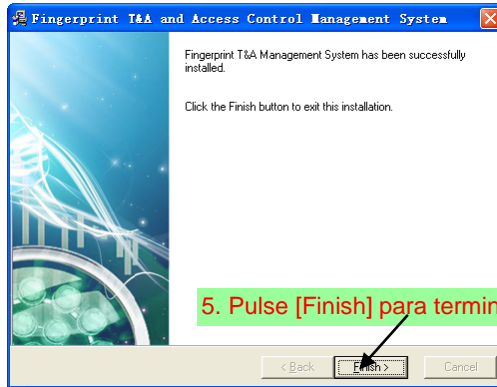 Fingerprint T&A and Access Control Management System
Fingerprint T&A Management System has been successfully
installed.
Click the Finish button to exit this installation.
5. Pulse [Finish] para termin
< Back
Finish >
Cancel